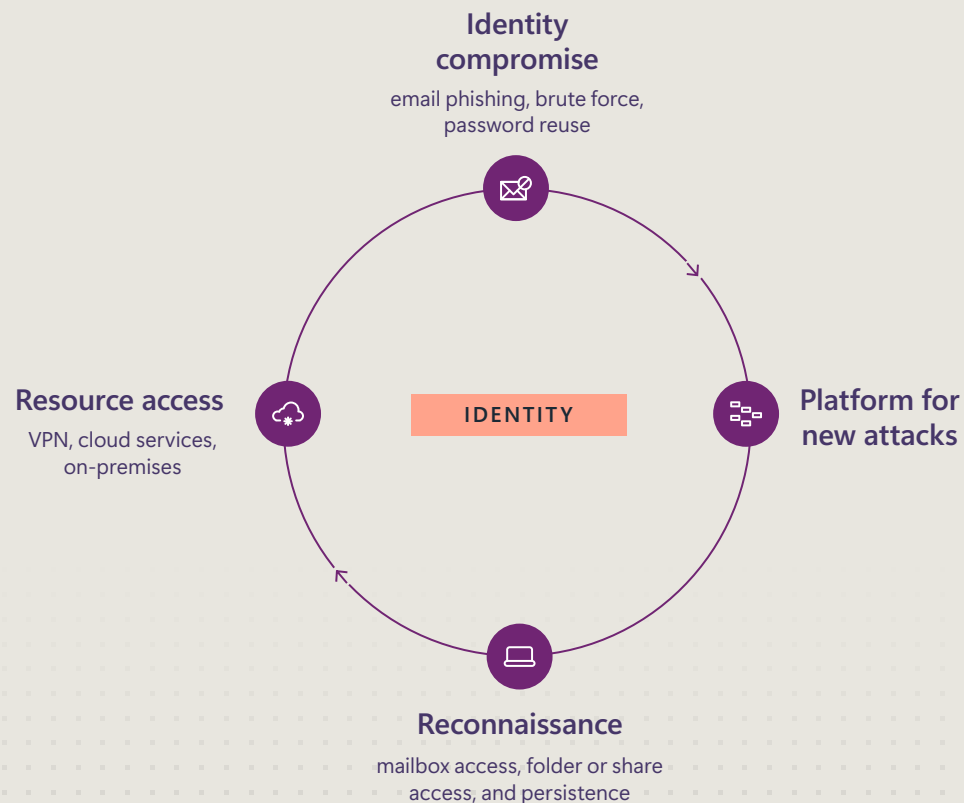 Identity
compromise
email phishing, brute force,
password reuse
Resource access
VPN, cloud services,
on-premises
IDENTITY
Platform for
new attacks
Reconnaissance
mailbox access, folder or share
access, and persistence